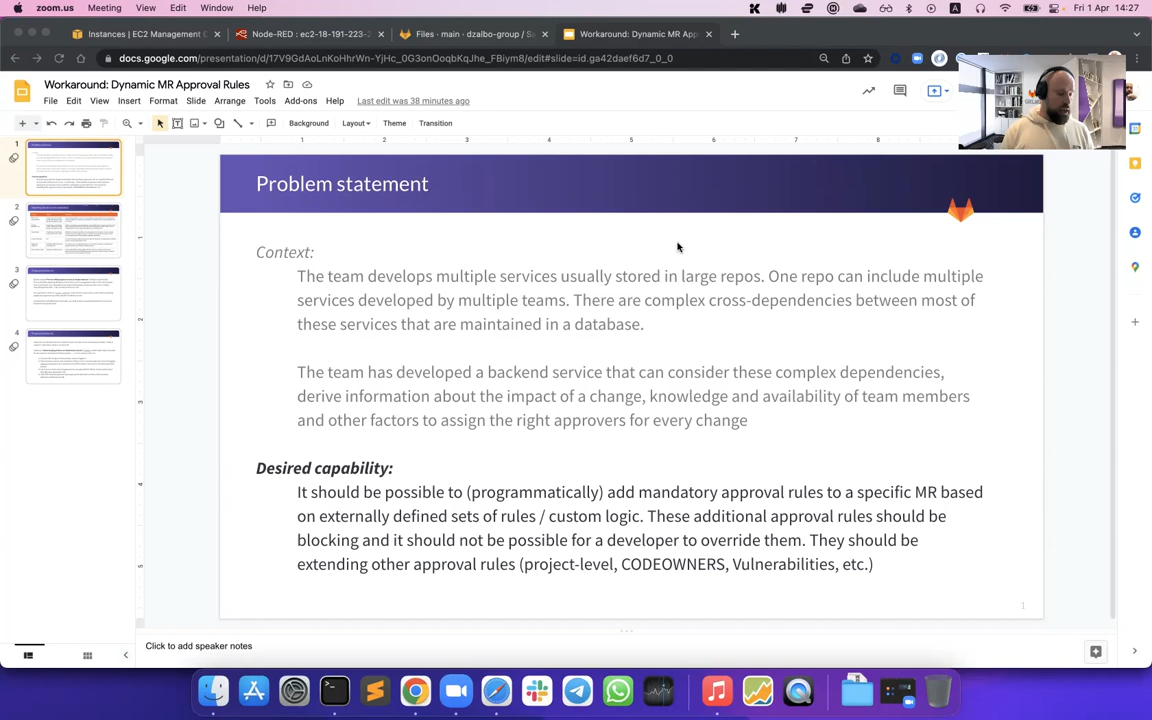 zoom.us Meeting View Edit Window Help
Fri 1 Apr 14:27
Instances | EC2 Management C
Node-RED : ec2-18-191-223-2
Files · main · dzalbo-group / S
Workaround: Dynamic MR App
docs.google.com/presentation/d/17V9GdAoLnKoHhrWn-YjHc_0G3onOoqbKqJhe_FBiym8/edit#slide=id.ga42daef6d7_0_0
Workaround: Dynamic MR Approval Rules
File Edit View Insert Format Slide Arrange Tools Add-ons Help Last edit was 38 minutes ago
Background Layout Theme Transition
Problem statement
Context:
The team develops multiple services usually stored in large repos. One repo can include multiple
services developed by multiple teams. There are complex cross-dependencies between most of
these services that are maintained in a database.
The team has developed a backend service that can consider these complex dependencies,
derive information about the impact of a change, knowledge and availability of team members
and other factors to assign the right approvers for every change
Desired capability:
It should be possible to (programmatically) add mandatory approval rules to a specific MR based
on externally defined sets of rules / custom logic. These additional approval rules should be
blocking and it should not be possible for a developer to override them. They should be
extending other approval rules (project-level, CODEOWNERS, Vulnerabilities, etc.)
1
Click to add speaker notes